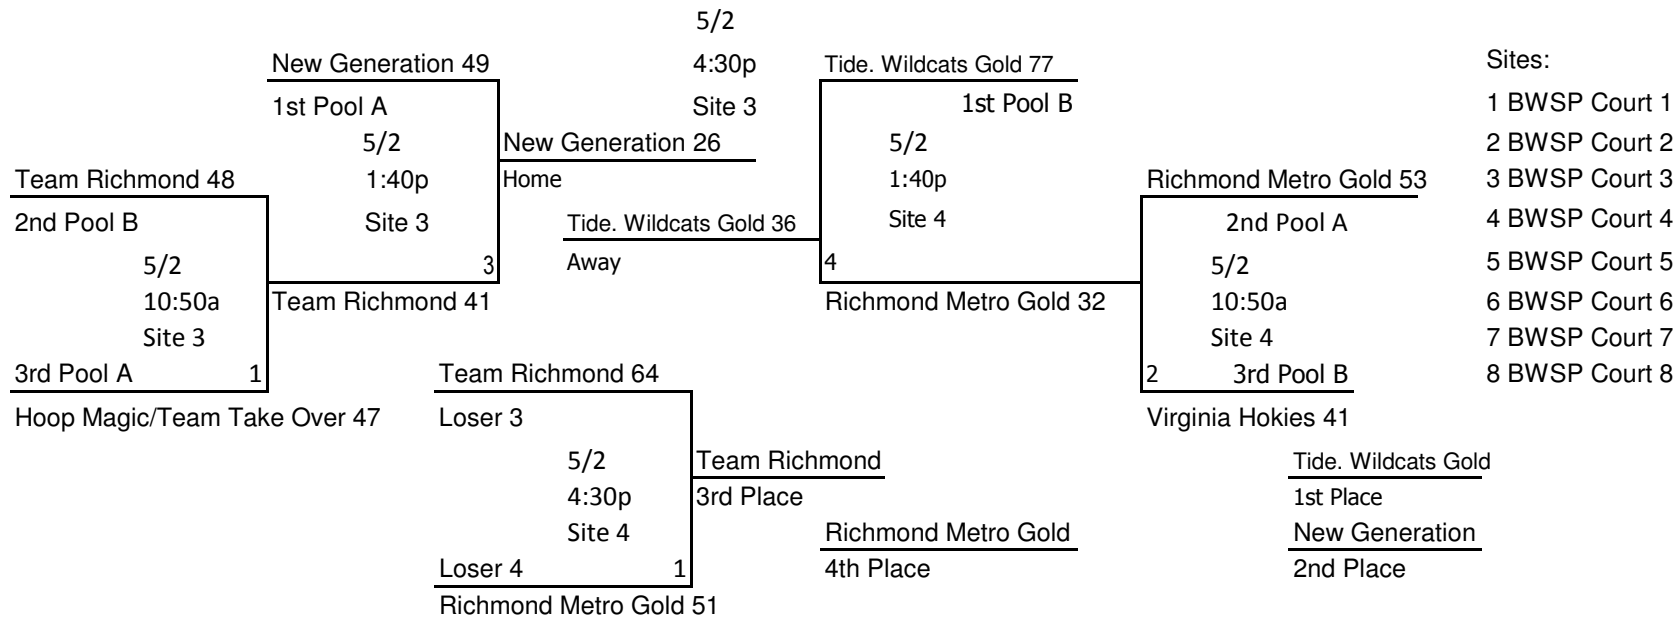 5/2
New Generation 49
4:30p
Tide. Wildcats Gold 77
Sites:
1st Pool A
Site 3
1st Pool B
1 BWSP Court 1
5/2
New Generation 26
5/2
2 BWSP Court 2
Team Richmond 48
1:40p
Home
1:40p
Richmond Metro Gold 53
3 BWSP Court 3
2nd Pool B
Site 3
Tide. Wildcats Gold 36
Site 4
2nd Pool A
4 BWSP Court 4
5/2
3
Away
4
5/2
5 BWSP Court 5
10:50a
Team Richmond 41
Richmond Metro Gold 32
10:50a
6 BWSP Court 6
Site 3
Site 4
7 BWSP Court 7
3rd Pool A
1
Team Richmond 64
2
3rd Pool B
8 BWSP Court 8
Hoop Magic/Team Take Over 47
Loser 3
Virginia Hokies 41
5/2
Team Richmond
Tide. Wildcats Gold
4:30p
3rd Place
1st Place
Site 4
Richmond Metro Gold
New Generation
Loser 4
1
4th Place
2nd Place
Richmond Metro Gold 51